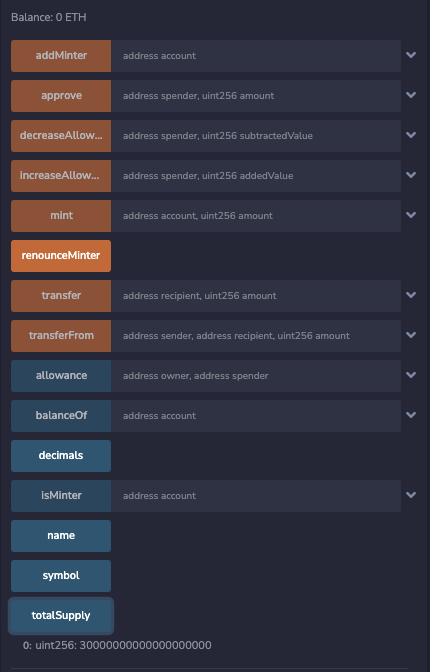 Balance: 0 ETH
addMinter address account
approve address spender, uint256 amount
decreaseAllow... address spender, uint256 subtractedValue
increaseAllow... address spender, uint256 addedValue
mint address account, uint256 amount
renounceMinter
transfer address recipient, uint256 amount
transferFrom address sender, address recipient, uint256 amount
allowance address owner, address spender
balanceOf address account
decimals
isMinter address account
name
symbol
totalSupply
0: uint256: 30000000000000000000000